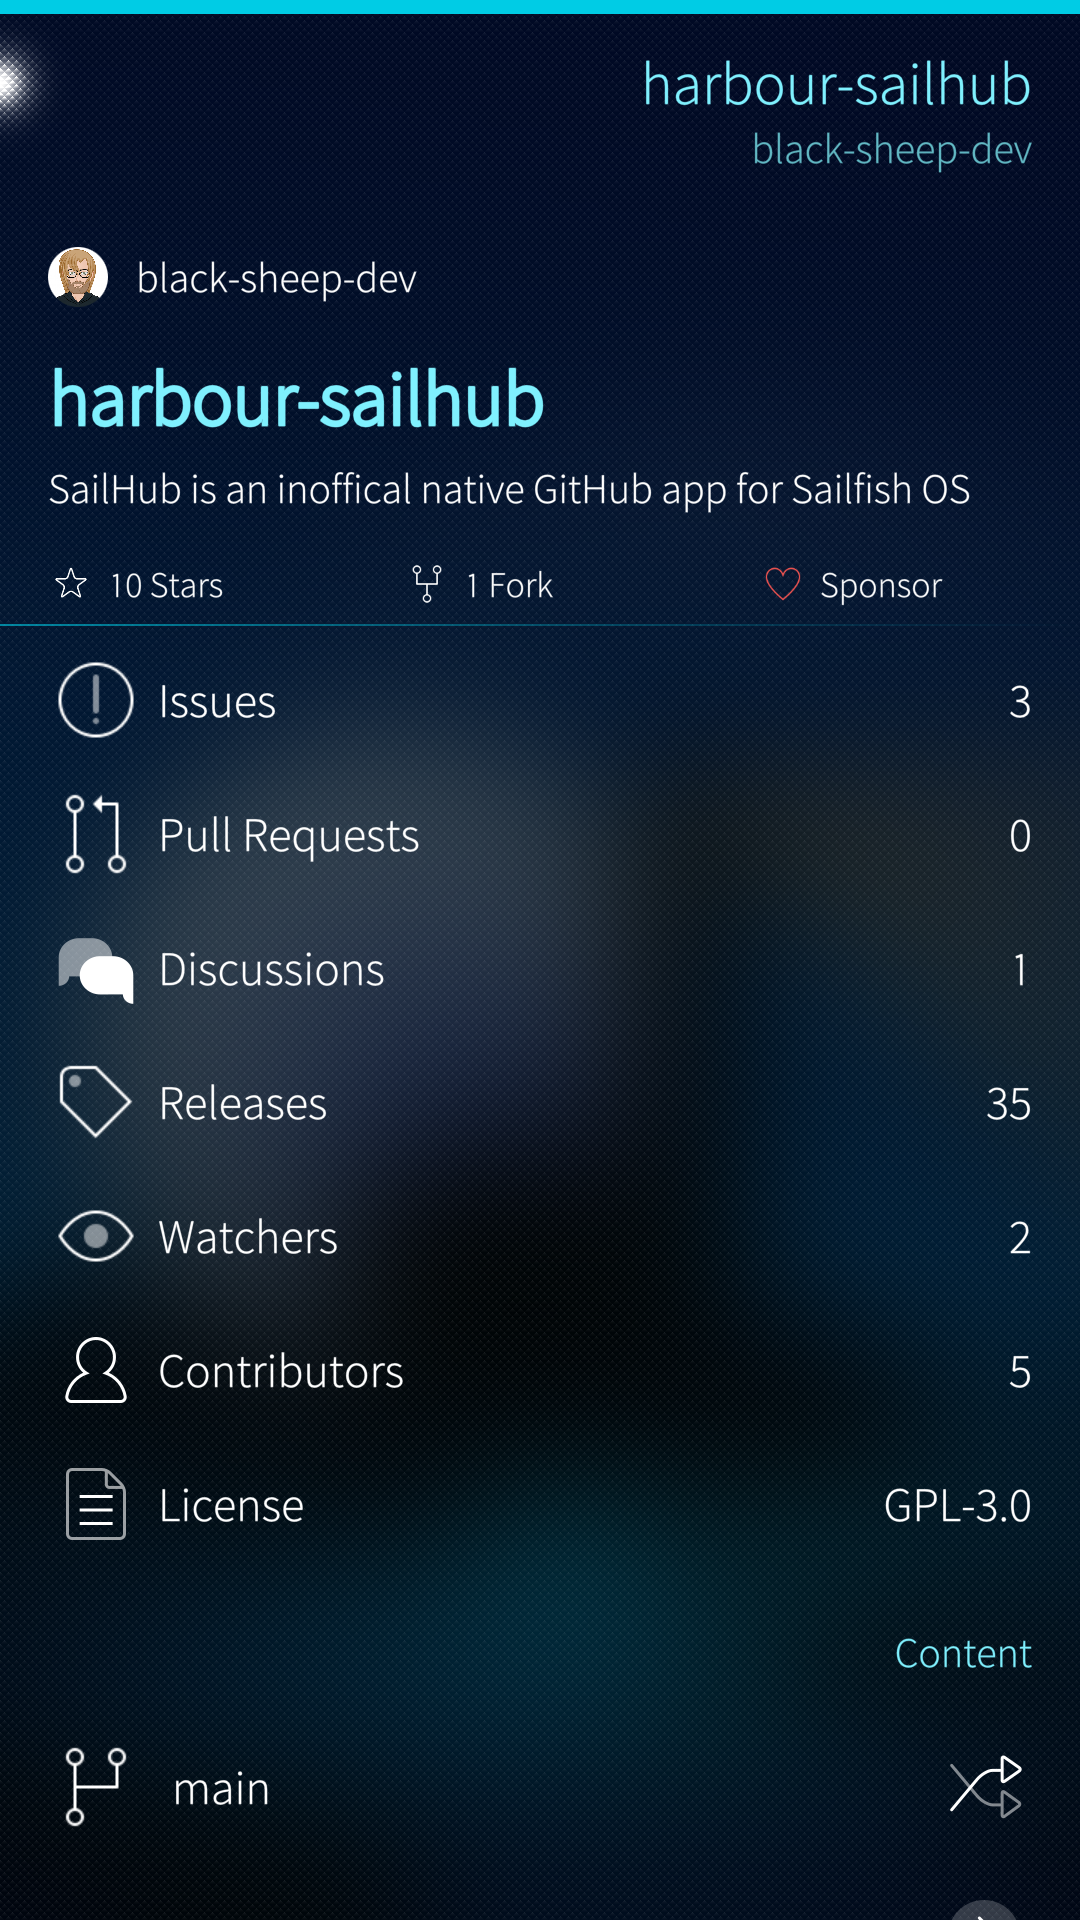 harbour-sailhub
black-sheep-dev
black-sheep-dev
harbour-sailhub
SailHub is an inoffical native GitHub app for Sailfish OS
10 Stars 1 Fork Sponsor
Issues 3
Pull Requests 0
Discussions 1
Releases 35
Watchers 2
Contributors 5
License GPL-3.0
Content
main